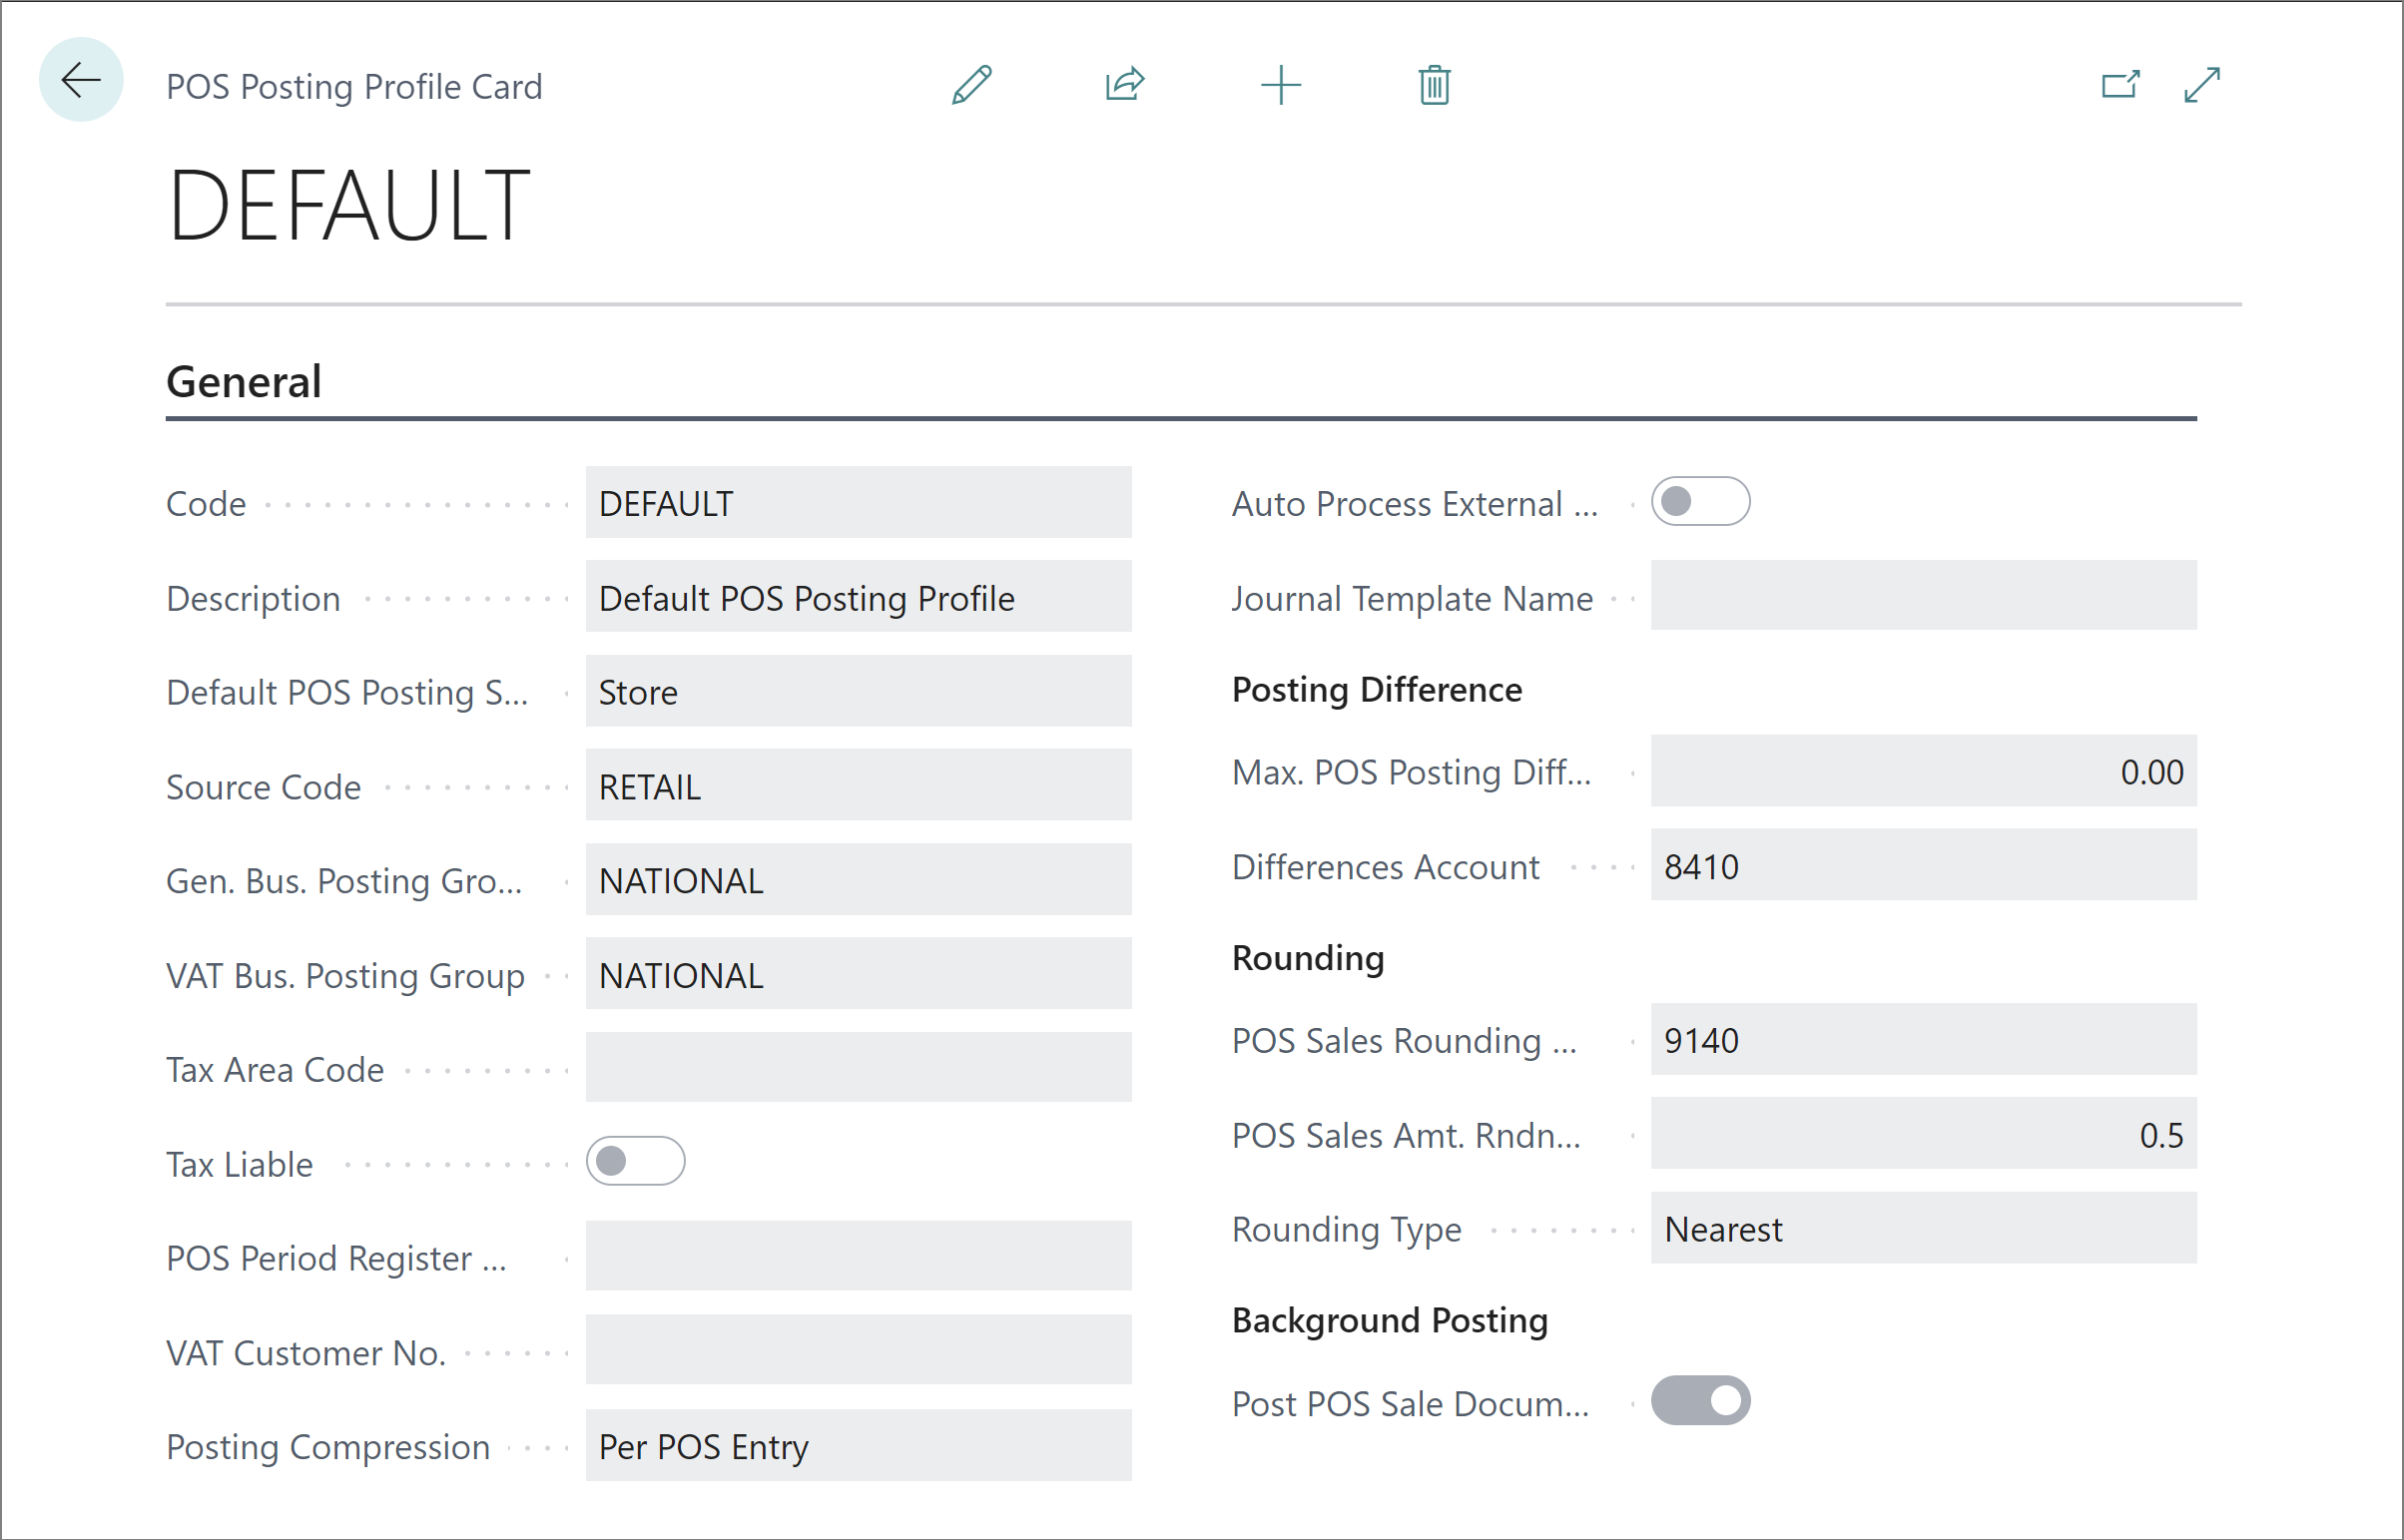 POS Posting Profile Card
DEFAULT
General
Code
DEFAULT
Description
Default POS Posting Profile
Default POS Posting S...
Store
Source Code
RETAIL
Gen. Bus. Posting Gro...
NATIONAL
VAT Bus. Posting Group
NATIONAL
Tax Area Code
Tax Liable
POS Period Register ...
VAT Customer No.
Posting Compression
Per POS Entry
Auto Process External ...
Journal Template Name
Posting Difference
Max. POS Posting Diff...
0.00
Differences Account
8410
Rounding
POS Sales Rounding ...
9140
POS Sales Amt. Rndn...
0.5
Rounding Type
Nearest
Background Posting
Post POS Sale Docum...